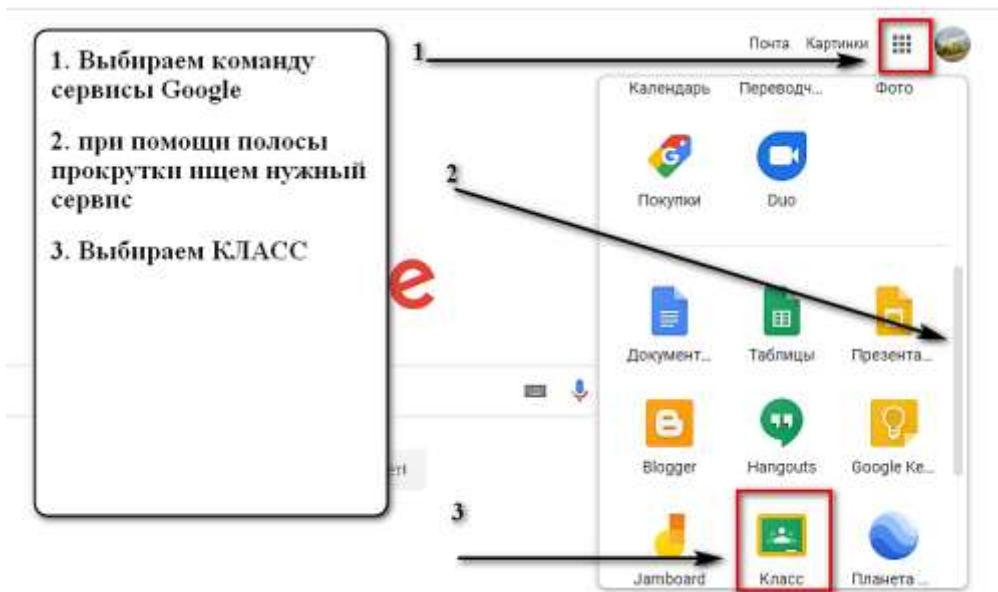 1. Выбираем команду
сервисы Google
2. при помощи полосы
прокрутки ищем нужный
сервис
3. Выбираем КЛАСС
1
Почта Картинки
Календарь Переводч... Фото
2
Покупки Duo
e
Документ... Таблицы Презента...
Blogger Hangouts Google Ke...
3
Jamboard Класс Планета ...